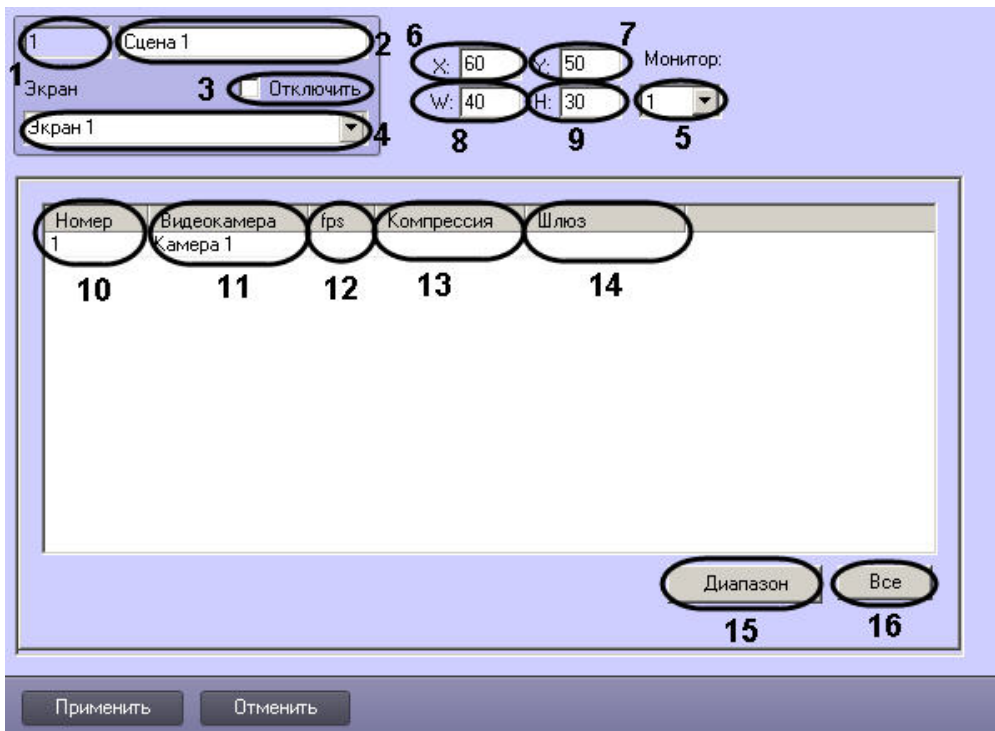 1 Сцена 1 2 6 7
X: 60 Y: 50 Монитор:
1 Экран 3 Отключить
W: 40 H: 30 1
Экран 1 4 8 9 5
Номер Видеокамера fps Компрессия Шлюз
1 Камера 1
10 11 12 13 14
Диапазон Все
15 16
Применить Отменить